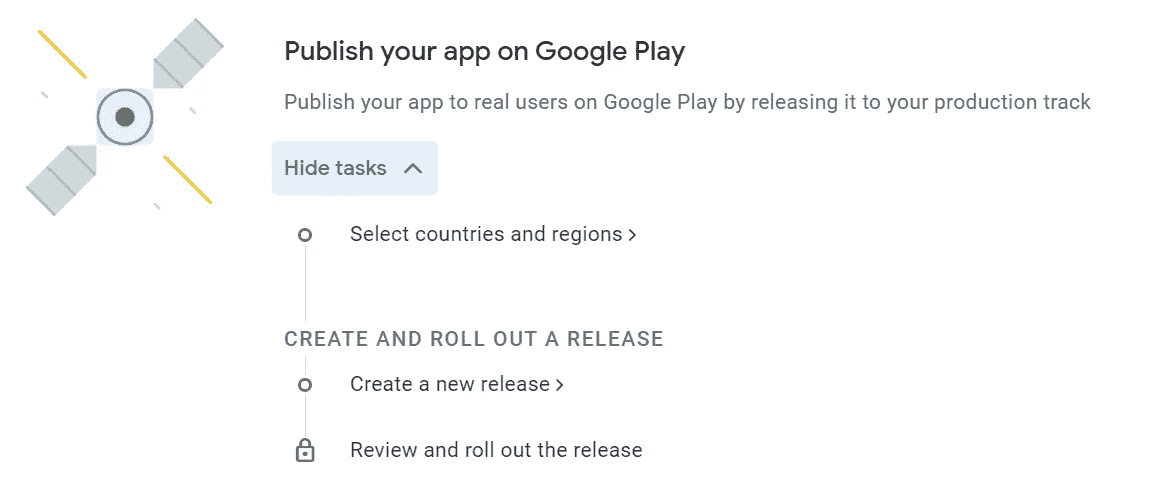 Publish your app on Google Play
Publish your app to real users on Google Play by releasing it to your production track
Hide tasks
Select countries and regions
CREATE AND ROLL OUT A RELEASE
Create a new release
Review and roll out the release